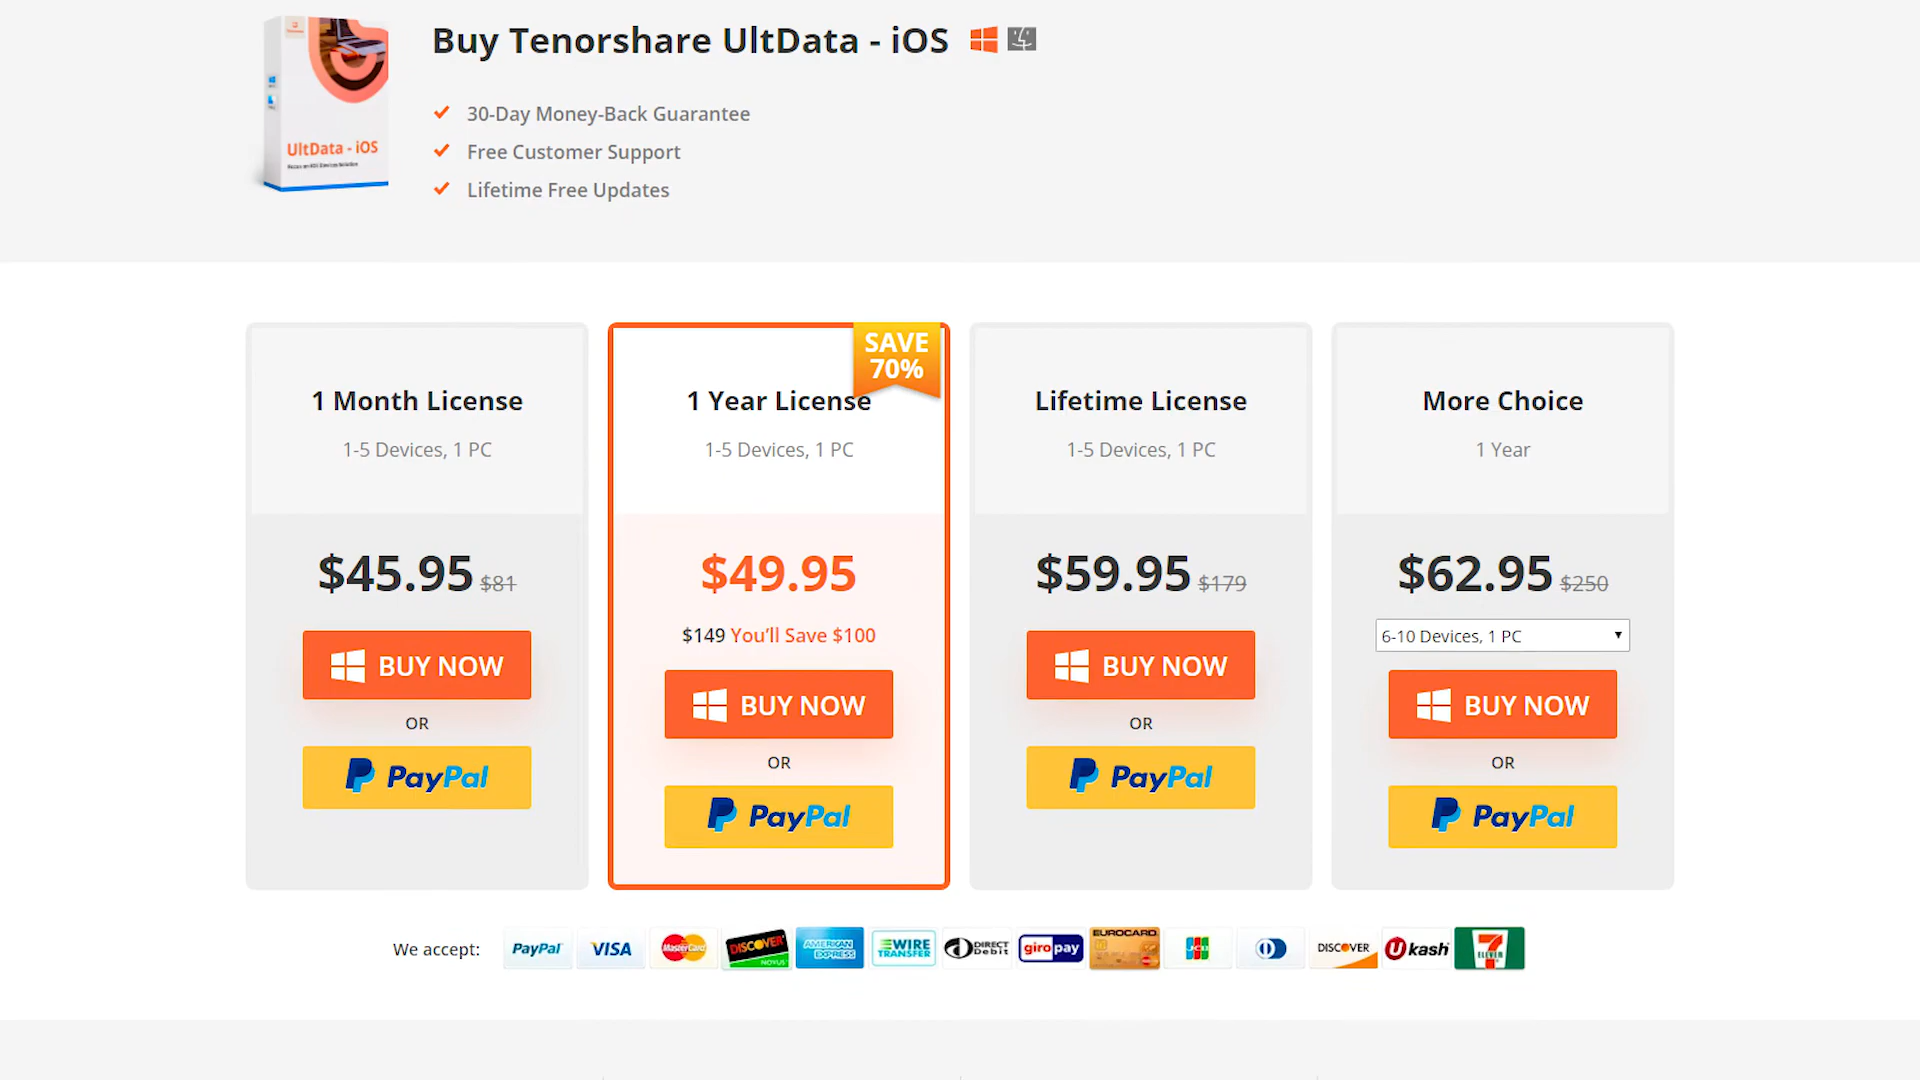 Buy Tenorshare UltData - iOS
UltData - iOS
30-Day Money-Back Guarantee
Free Customer Support
Lifetime Free Updates
1 Month License
1-5 Devices, 1 PC
$45.95 $81
BUY NOW
OR
PayPal
SAVE
70%
1 Year License
1-5 Devices, 1 PC
$49.95
$149 You'll Save $100
BUY NOW
OR
PayPal
Lifetime License
1-5 Devices, 1 PC
$59.95 $179
BUY NOW
OR
PayPal
More Choice
1 Year
$62.95 $250
6-10 Devices, 1 PC
BUY NOW
OR
PayPal
We accept: PayPal VISA MasterCard DISCOVER NOVUS AMERICAN EXPRESS WIRE TRANSFER DIRECT Debit giropay EUROCARD JCB DISCOVER Ukash 7 ELEVEN